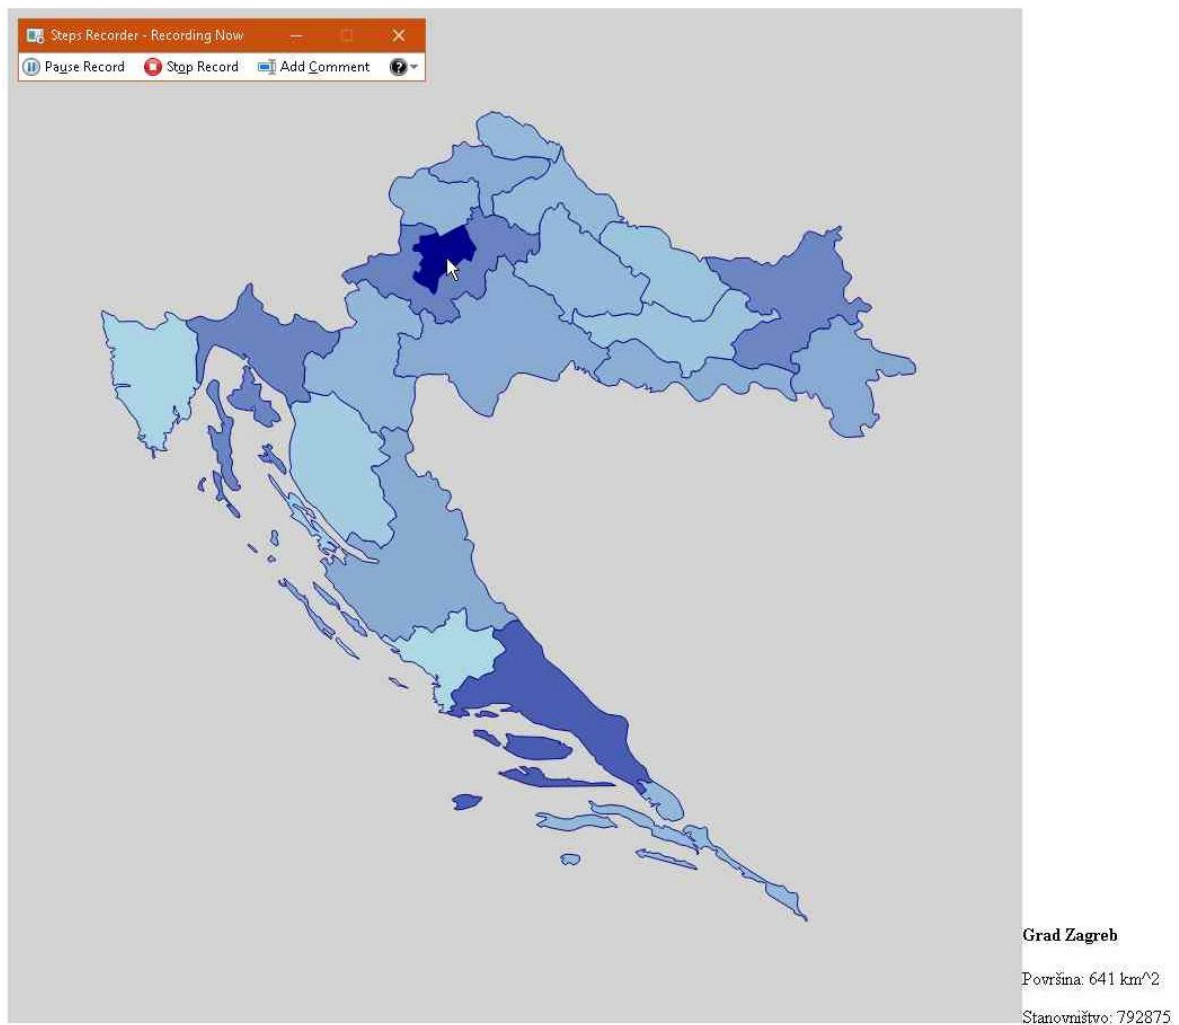 Steps Recorder - Recording Now
Pause Record Stop Record Add Comment
Grad Zagreb
Površina: 641 km^2
Stanovništvo: 792875